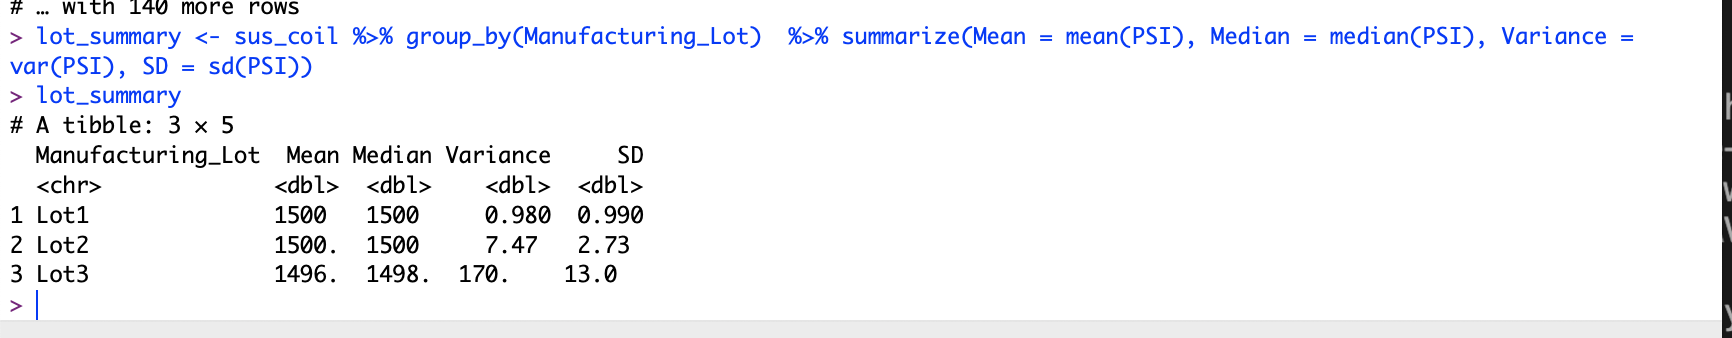 # … with 140 more rows
> lot_summary <- sus_coil %>% group_by(Manufacturing_Lot)  %>% summarize(Mean = mean(PSI), Median = median(PSI), Variance =
var(PSI), SD = sd(PSI))
> lot_summary
# A tibble: 3 × 5
  Manufacturing_Lot  Mean Median Variance     SD
  <chr>             <dbl>  <dbl>    <dbl>  <dbl>
1 Lot1              1500   1500     0.980  0.990
2 Lot2              1500.  1500     7.47   2.73
3 Lot3              1496.  1498.  170.    13.0
>